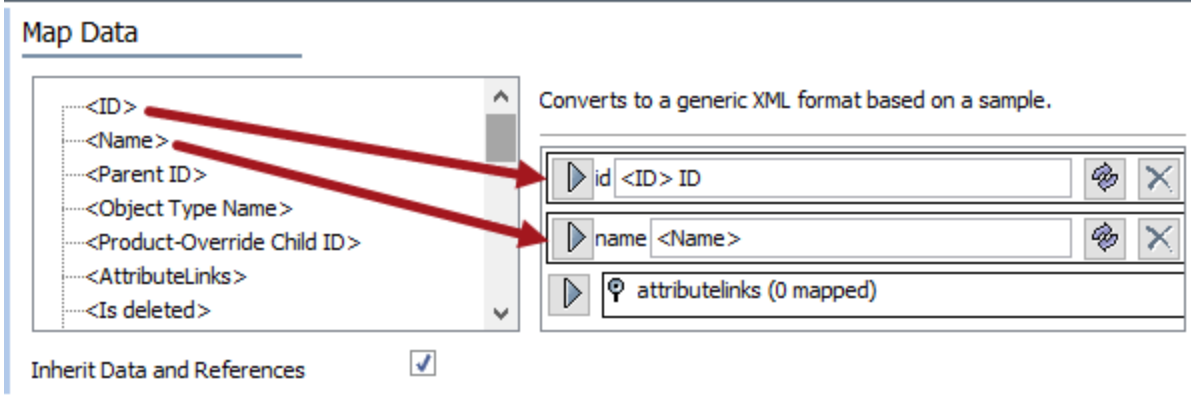 Map Data
<ID>
<Name>
<Parent ID>
<Object Type Name>
<Product-Override Child ID>
<AttributeLinks>
<Is deleted>
Converts to a generic XML format based on a sample.
id <ID> ID
name <Name>
attributelinks (0 mapped)
Inherit Data and References